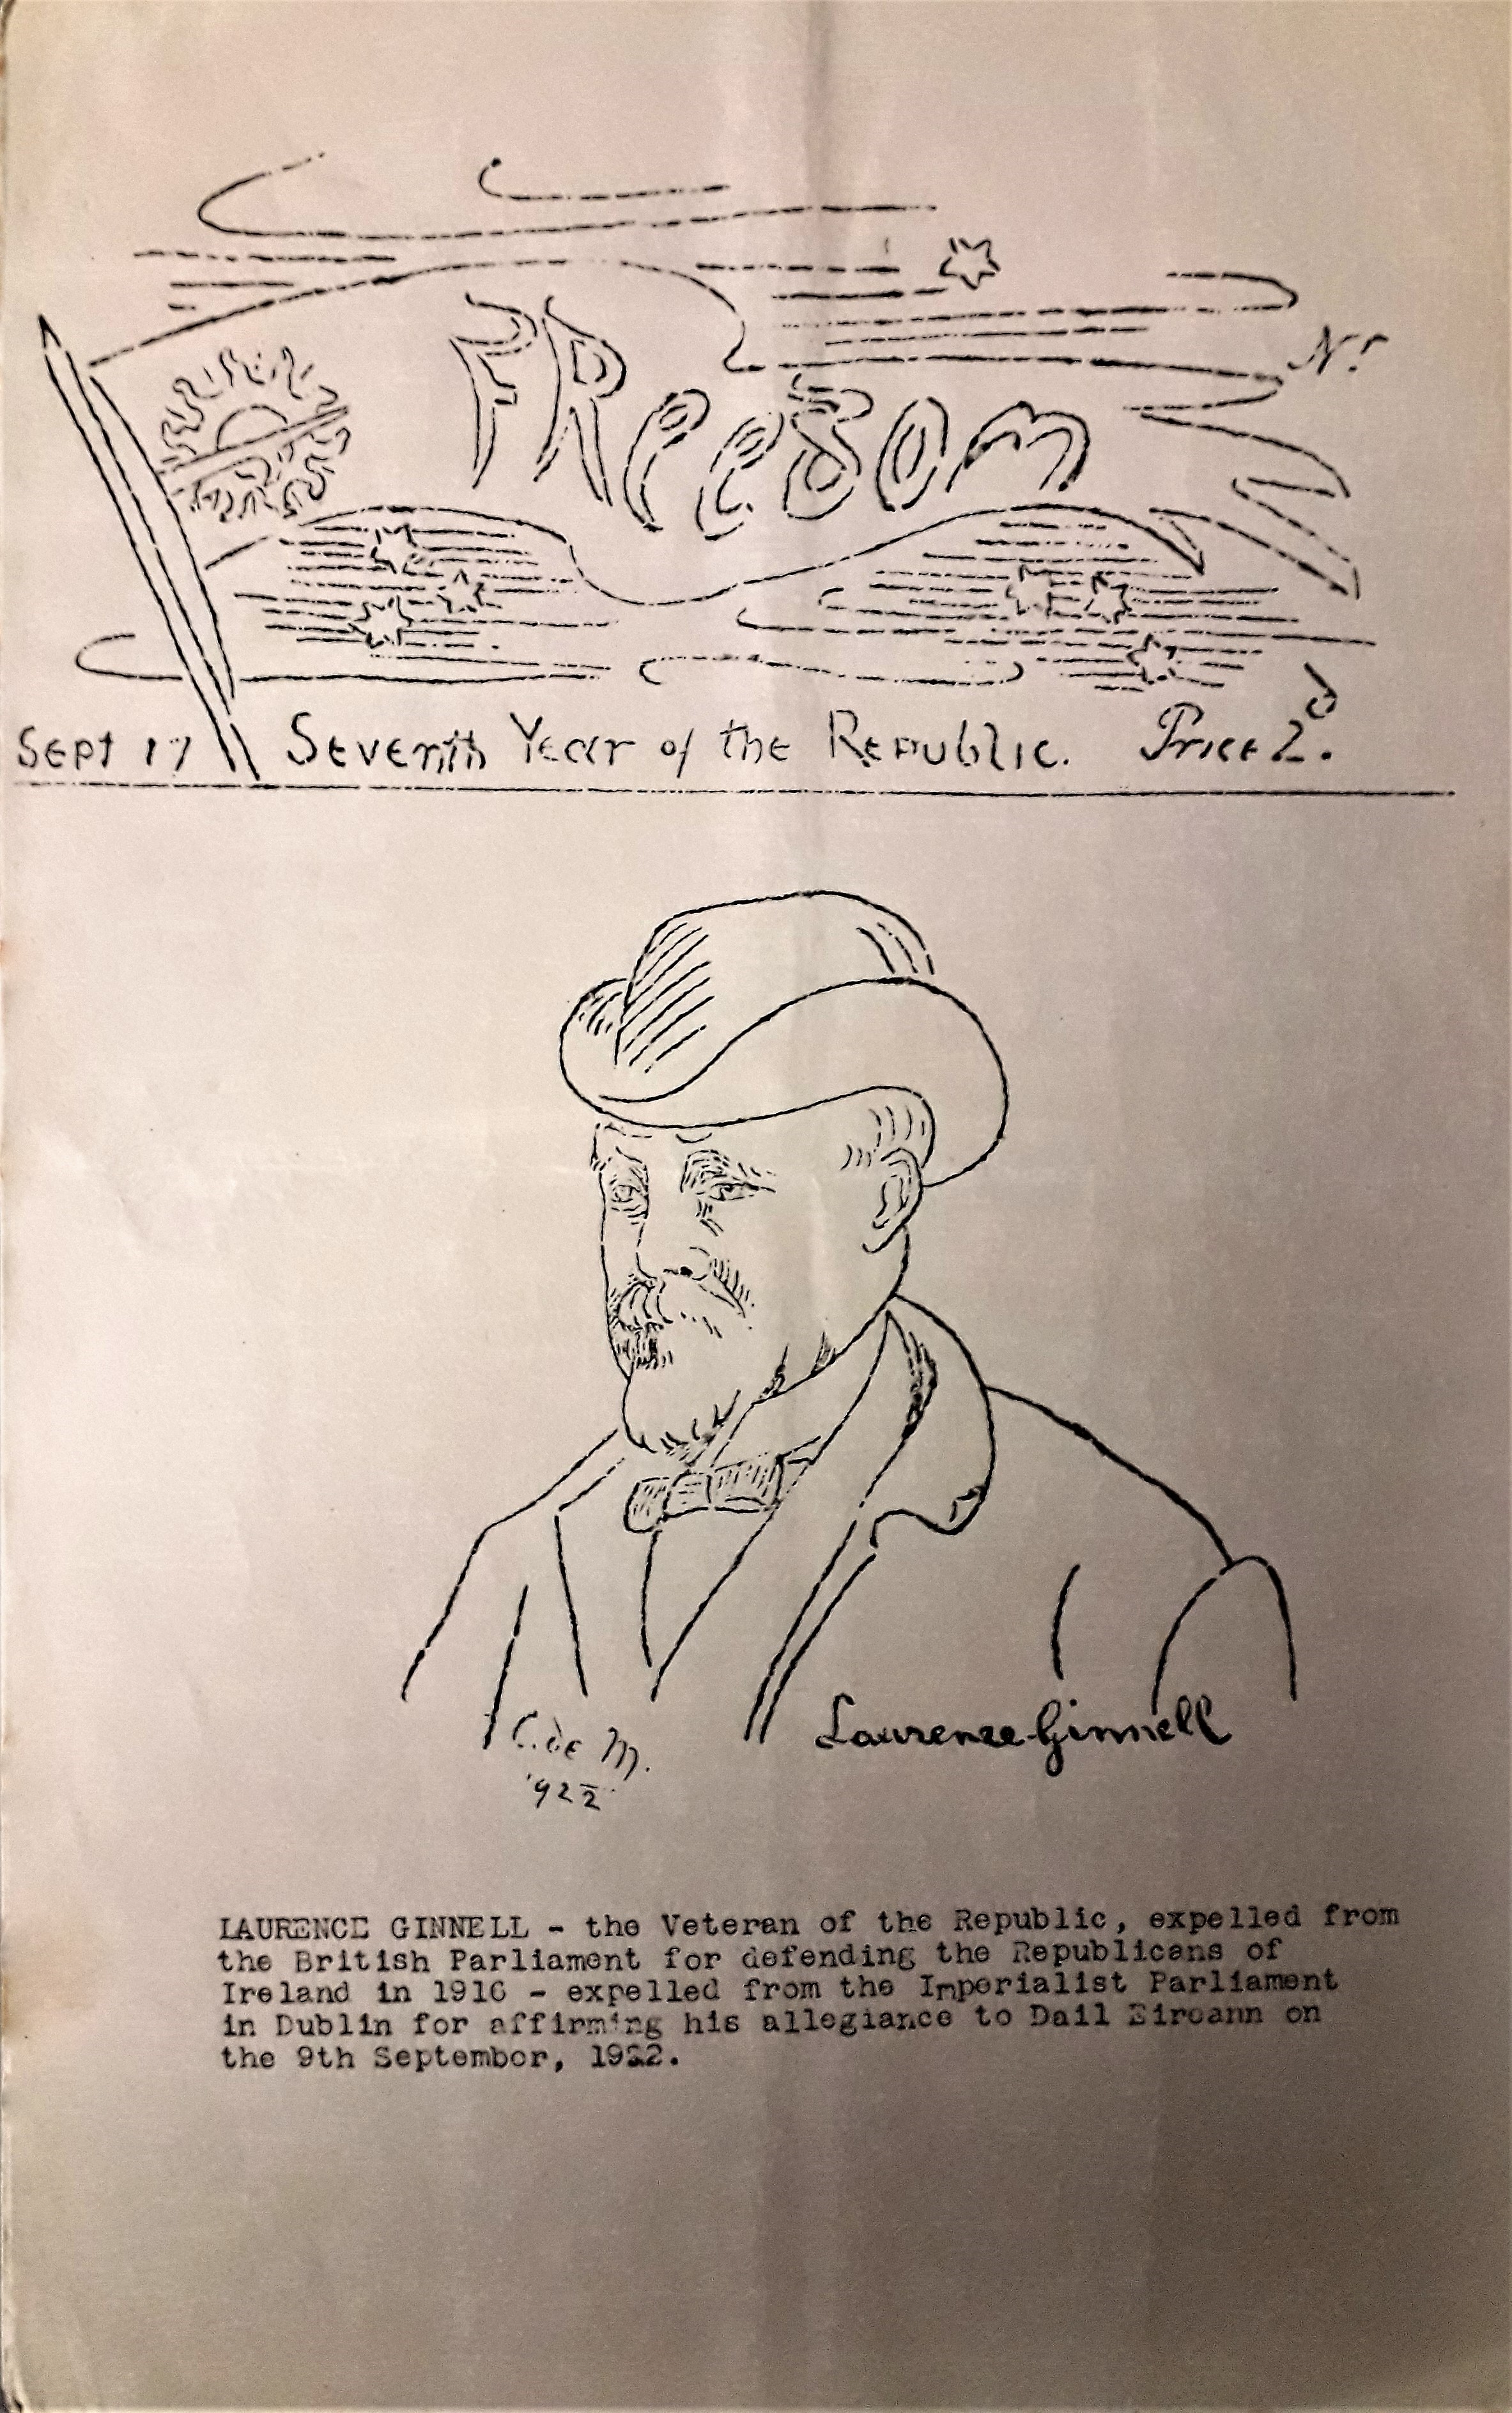 FReedom
No
Sept 17 Seventh Year of the Republic. Price 2d.
C. de M.
'922
Laurence Ginnell
LAURENCE GINNELL - the Veteran of the Republic, expelled from
the British Parliament for defending the Republicans of
Ireland in 1916 - expelled from the Imperialist Parliament
in Dublin for affirming his allegiance to Dail Eireann on
the 9th September, 1922.